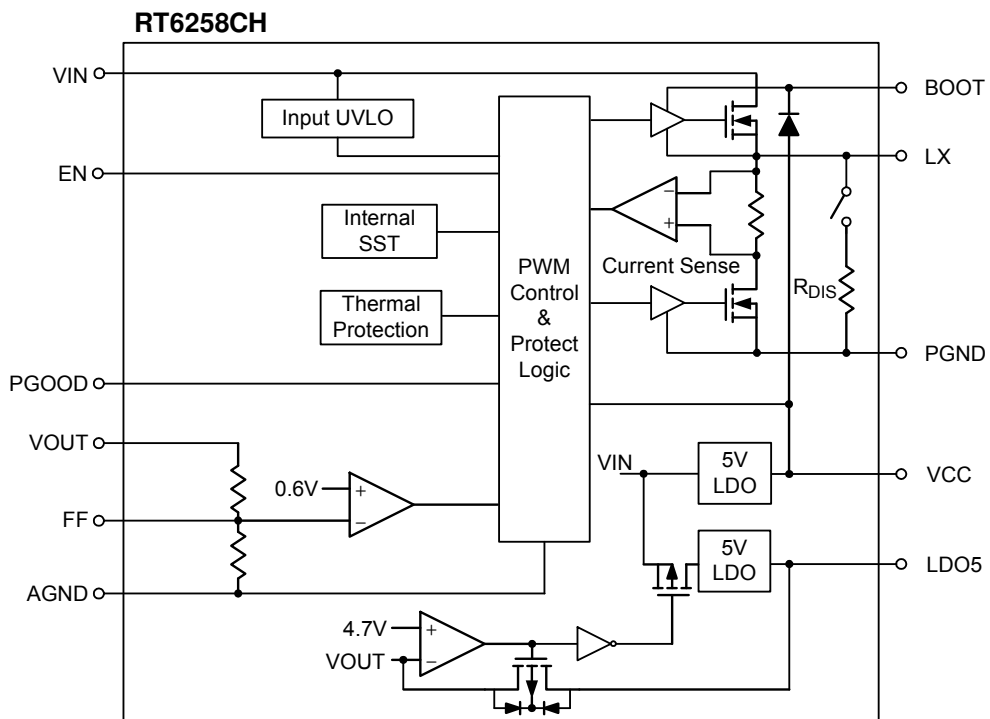 RT6258CH
VIN
BOOT
Input UVLO
LX
EN
Internal
SST
Current Sense
RDIS
Thermal
Protection
PWM
Control
&
Protect
Logic
PGND
PGOOD
VOUT
VIN
5V
LDO
VCC
0.6V
+
−
−
+
FF
5V
LDO
LDO5
AGND
4.7V
+
VOUT
−